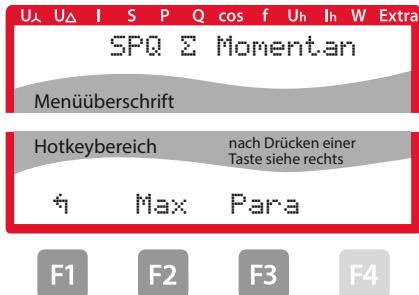 U⅄ U△ I S P Q cos f Uh Ih W Extra
SPQ Σ Momentan
Menüüberschrift
Hotkeybereich nach Drücken einer
Taste siehe rechts
↰ Max Para
F1 F2 F3 F4